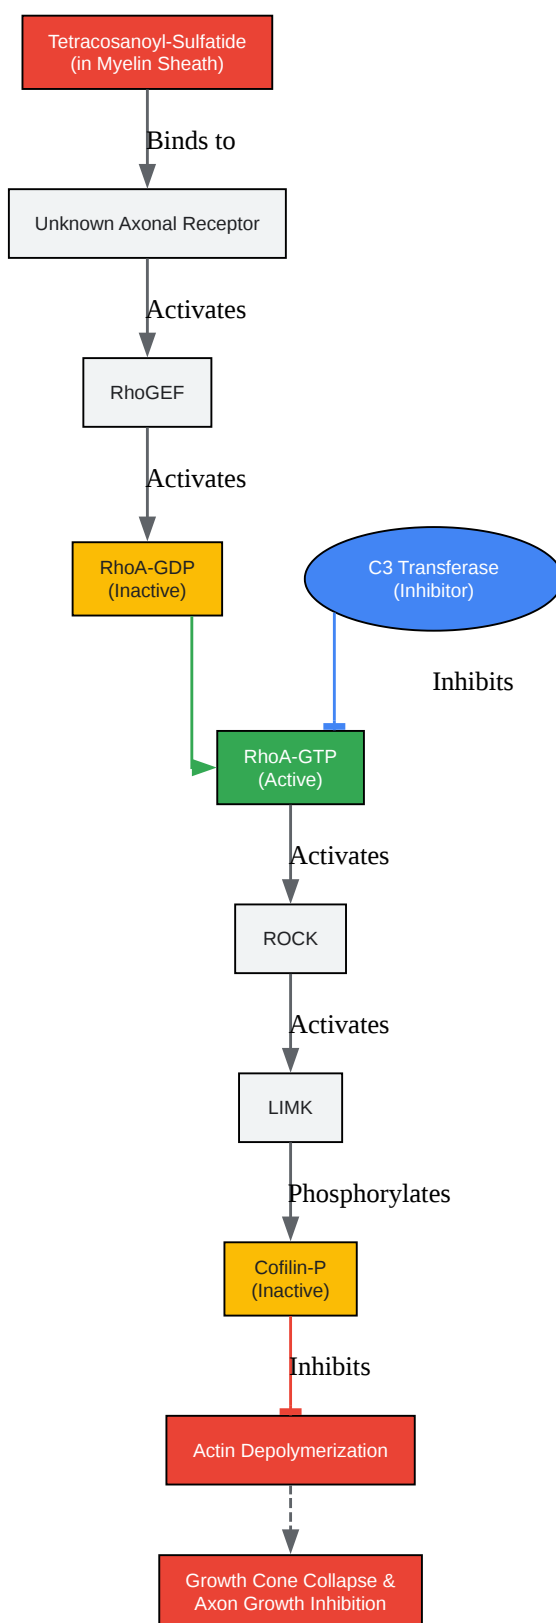 Tetracosanoyl-Sulfatide
(in Myelin Sheath)
Binds to
Unknown Axonal Receptor
Activates
RhoGEF
Activates
RhoA-GDP
(Inactive)
C3 Transferase
(Inhibitor)
Inhibits
RhoA-GTP
(Active)
Activates
ROCK
Activates
LIMK
Phosphorylates
Cofilin-P
(Inactive)
Inhibits
Actin Depolymerization
Growth Cone Collapse &
Axon Growth Inhibition